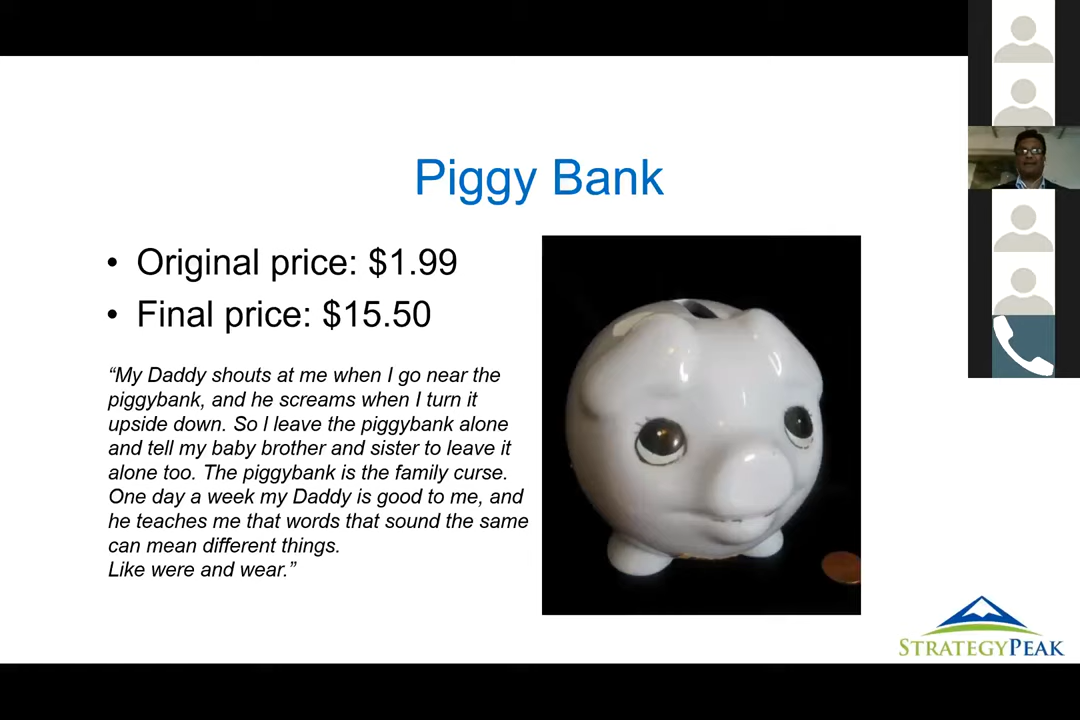 Piggy Bank
• Original price: $1.99
• Final price: $15.50
“My Daddy shouts at me when I go near the
piggybank, and he screams when I turn it
upside down. So I leave the piggybank alone
and tell my baby brother and sister to leave it
alone too. The piggybank is the family curse.
One day a week my Daddy is good to me, and
he teaches me that words that sound the same
can mean different things.
Like were and wear.”
STRATEGYPEAK